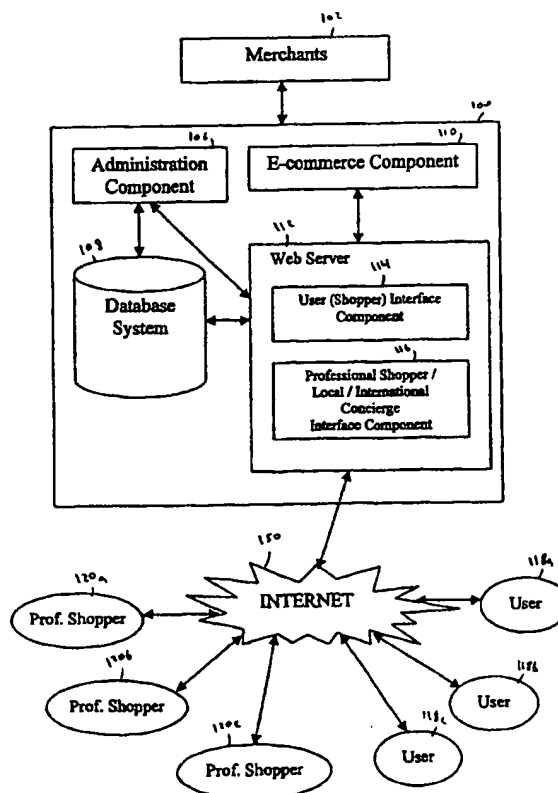 102
Merchants
100
106
110
Administration
Component
E-commerce Component
108
112
Web Server
114
Database
System
User (Shopper) Interface
Component
116
Professional Shopper /
Local / International
Concierge
Interface Component
150
118a
120a
INTERNET
User
Prof. Shopper
120b
118b
User
Prof. Shopper
120c
118c
User
Prof. Shopper